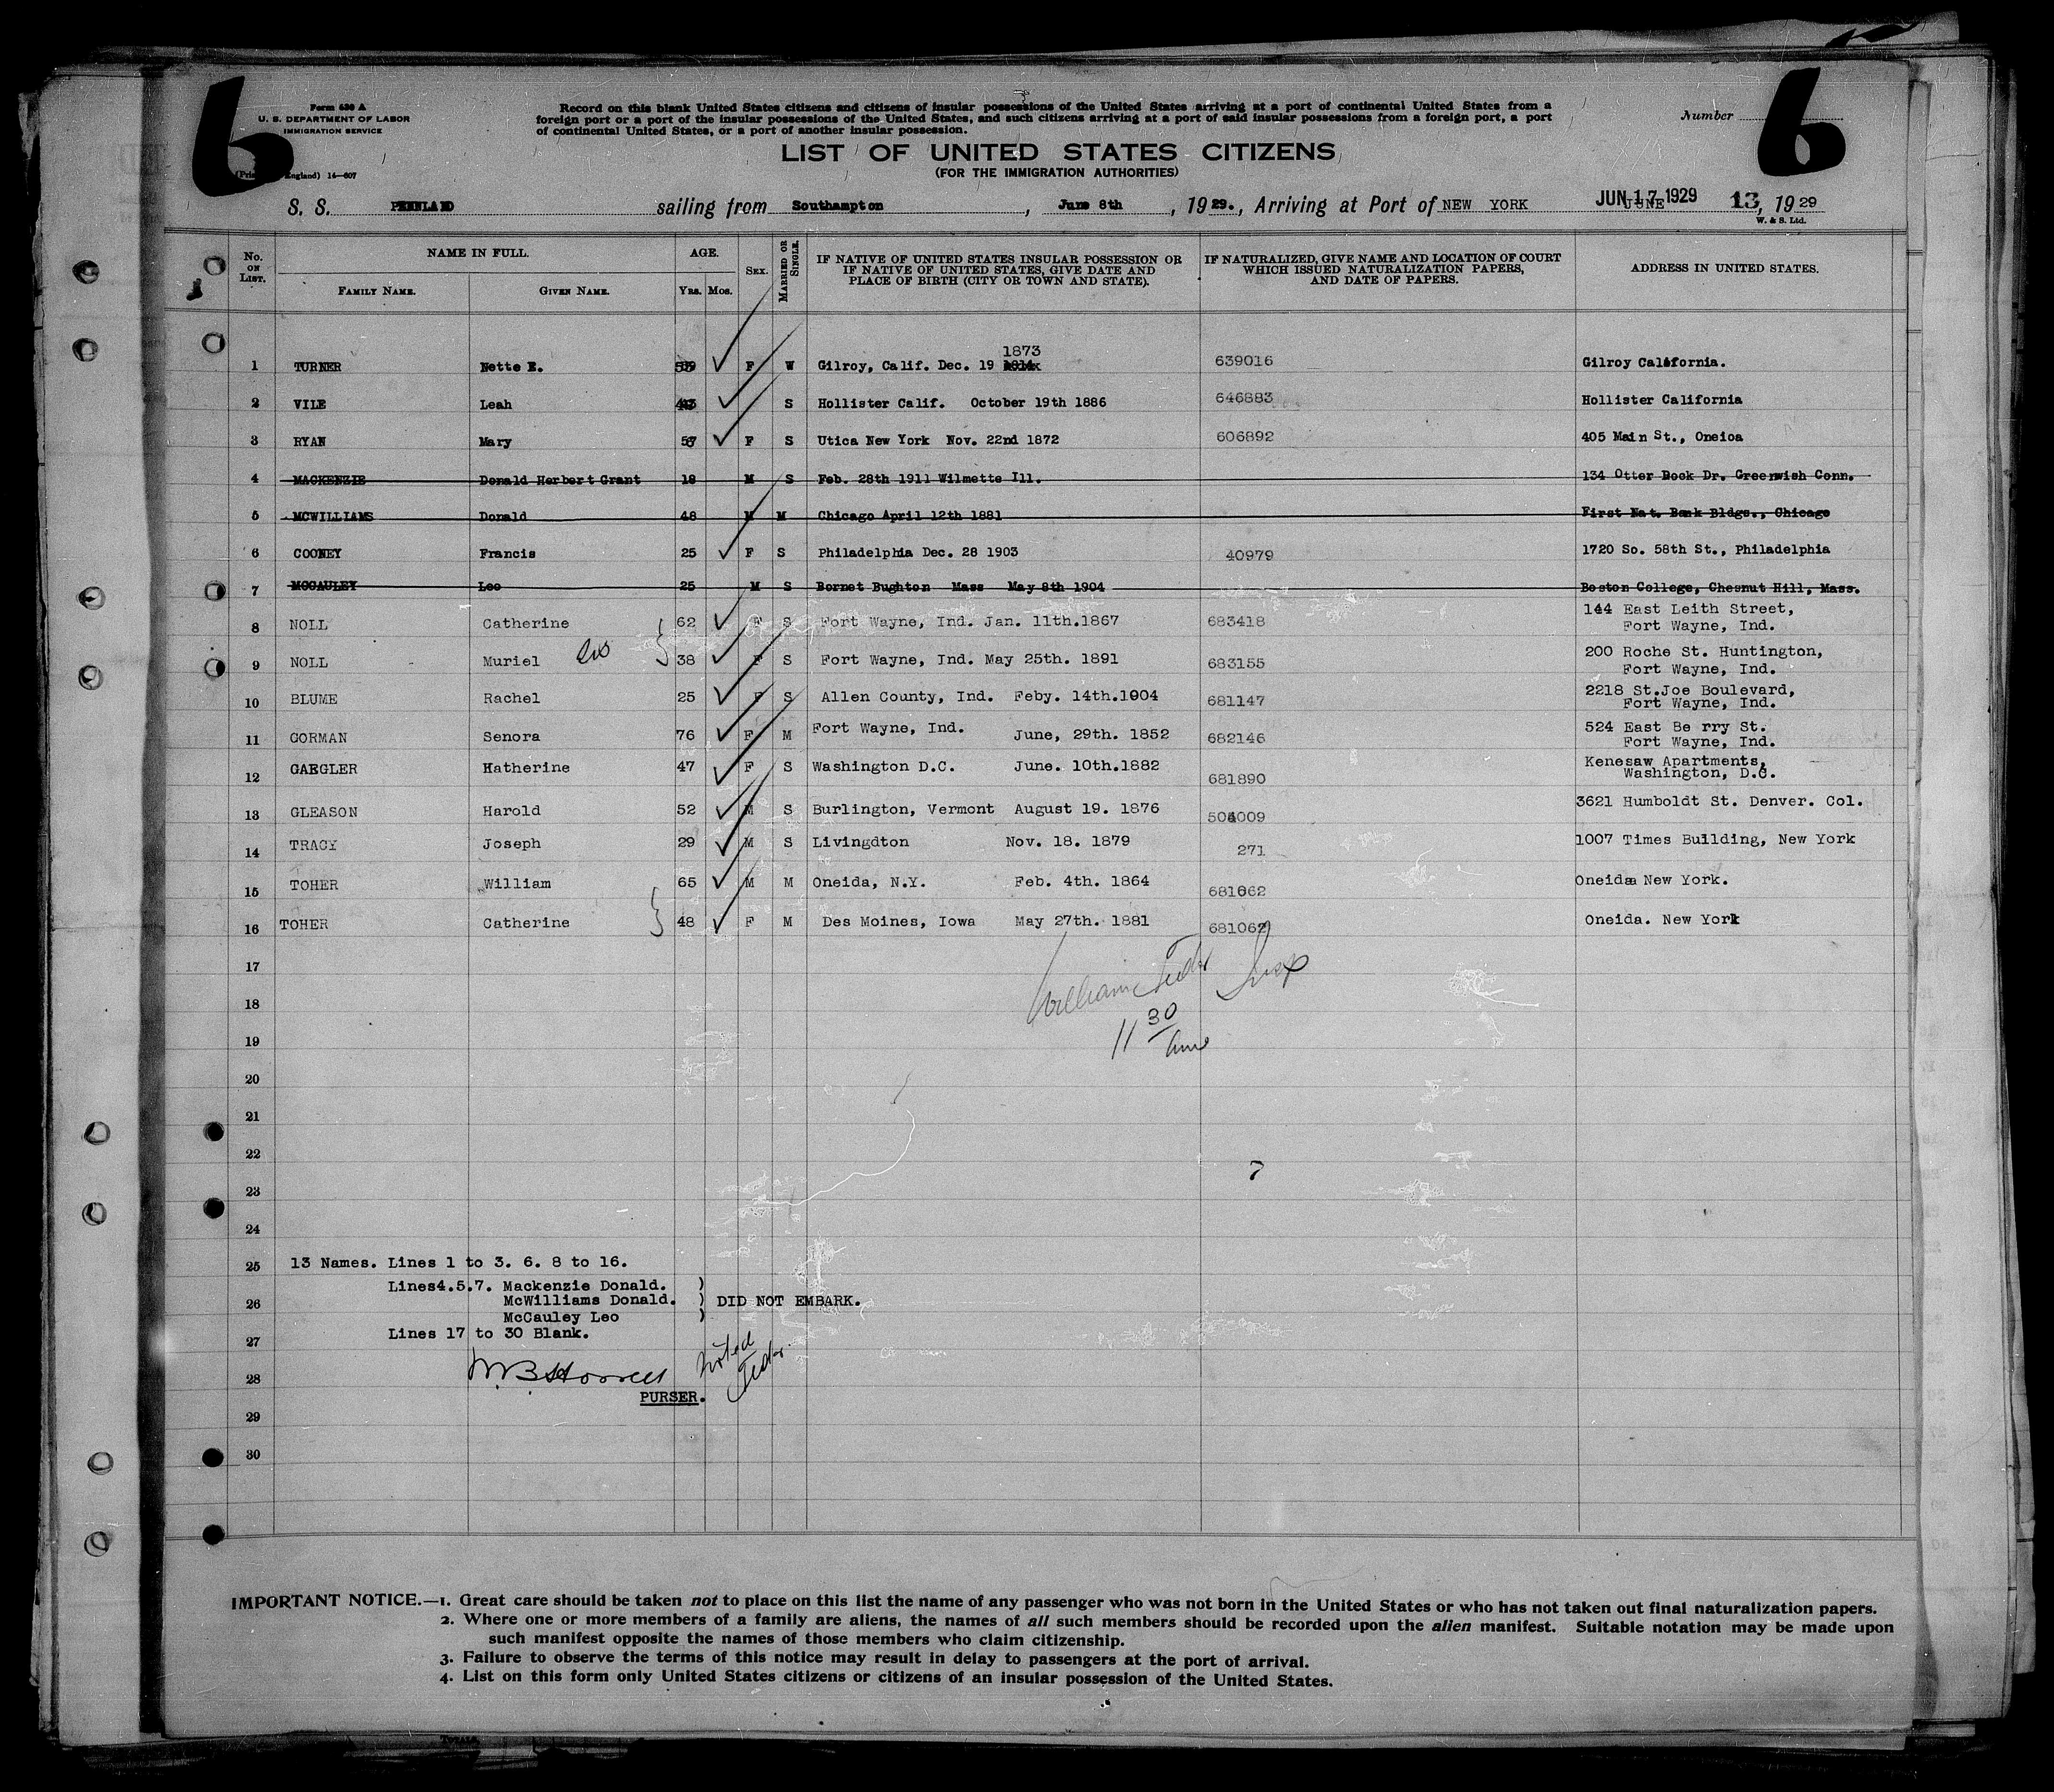 6
6
Form 630 A
U. S. DEPARTMENT OF LABOR
IMMIGRATION SERVICE
England) 14—607
Record on this blank United States citizens and citizens of insular possessions of the United States arriving at a port of continental United States from a
foreign port or a port of the insular possessions of the United States, and such citizens arriving at a port of said insular possessions from a foreign port, a port
of continental United States, or a port of another insular possession.
Number
LIST OF UNITED STATES CITIZENS
(FOR THE IMMIGRATION AUTHORITIES)
S. S. PENNLAND sailing from Southampton, June 8th, 1929., Arriving at Port of NEW YORK JUN 17 1929 JUNE 13, 1929
W. & S. Ltd.
No. ON LIST. NAME IN FULL. AGE. SEX. MARRIED OR SINGLE. IF NATIVE OF UNITED STATES INSULAR POSSESSION OR IF NATIVE OF UNITED STATES, GIVE DATE AND PLACE OF BIRTH (CITY OR TOWN AND STATE). IF NATURALIZED, GIVE NAME AND LOCATION OF COURT WHICH ISSUED NATURALIZATION PAPERS, AND DATE OF PAPERS. ADDRESS IN UNITED STATES.
FAMILY NAME. GIVEN NAME. YRS. MOS.
1873
1 TURNER Nette E. F W Gilroy, Calif. Dec. 19 639016 Gilroy California.
2 VILE Leah S Hollister Calif. October 19th 1886 646883 Hollister California
3 RYAN Mary F S Utica New York Nov. 22nd 1872 606892 405 Main St., Oneioa
4 MACKENZIE Donald Herbert Grant 18 M S Feb. 28th 1911 Wilmette Ill. 134 Otter Rock Dr. Greenwish Conn.
5 MCWILLIAMS Donald 48 M M Chicago April 12th 1881 First Nat. Bank Bldgs., Chicago
6 COONEY Francis 25 F S Philadelphia Dec. 28 1903 40979 1720 So. 58th St., Philadelphia
7 MCCAULEY Leo 25 M S Bornet Bughton Mass May 8th 1904 Boston College, Chesnut Hill, Mass.
8 NOLL Catherine 62 F S Fort Wayne, Ind. Jan. 11th.1867 683418 144 East Leith Street,
Fort Wayne, Ind.
9 NOLL Muriel 38 F S Fort Wayne, Ind. May 25th. 1891 683155 200 Roche St. Huntington,
Fort Wayne, Ind.
10 BLUME Rachel 25 F S Allen County, Ind. Feby. 14th.1904 681147 2218 St.Joe Boulevard,
Fort Wayne, Ind.
11 GORMAN Senora 76 F M Fort Wayne, Ind. June, 29th. 1852 682146 524 East Be rry St.
Fort Wayne, Ind.
12 GAEGLER Katherine 47 F S Washington D.C. June. 10th.1882 681890 Kenesaw Apartments,
Washington, D.C.
13 GLEASON Harold 52 M S Burlington, Vermont August 19. 1876 3621 Humboldt St. Denver. Col.
14 TRACY Joseph 29 M S Livingdton Nov. 18. 1879 271 1007 Times Building, New York
15 TOHER William 65 M M Oneida, N.Y. Feb. 4th. 1864 681062 Oneida New York.
16 TOHER Catherine 48 F M Des Moines, Iowa May 27th. 1881 681062 Oneida. New York
17
18
19
11 30
20
21
22
7
23
24
25 13 Names. Lines 1 to 3. 6. 8 to 16.
Lines4.5.7. Mackenzie Donald. )
26 McWilliams Donald. ) DID NOT EMBARK.
McCauley Leo )
27 Lines 17 to 30 Blank.
noted
28
PURSER.
29
30
IMPORTANT NOTICE.—1. Great care should be taken not to place on this list the name of any passenger who was not born in the United States or who has not taken out final naturalization papers.
2. Where one or more members of a family are aliens, the names of all such members should be recorded upon the alien manifest. Suitable notation may be made upon
such manifest opposite the names of those members who claim citizenship.
3. Failure to observe the terms of this notice may result in delay to passengers at the port of arrival.
4. List on this form only United States citizens or citizens of an insular possession of the United States.